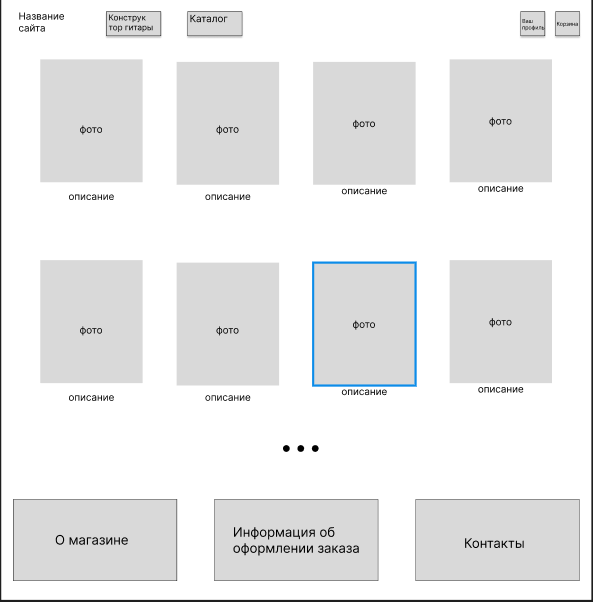 Название
сайта
Конструк
тор гитары
Каталог
Ваш
профиль
Корзина
фото
фото
фото
фото
описание
описание
описание
описание
фото
фото
фото
фото
описание
описание
описание
описание
О магазине
Информация об
оформлении заказа
Контакты